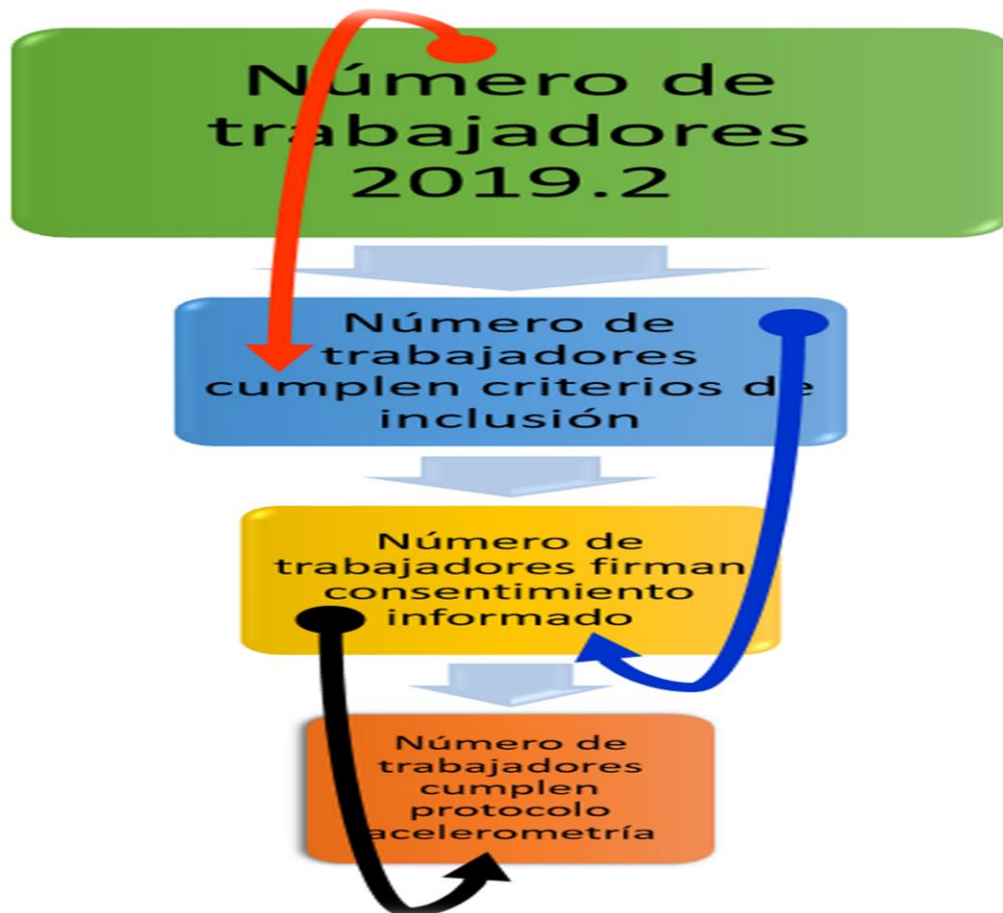 Número de
trabajadores
2019.2
Número de
trabajadores
cumplen criterios de
inclusión
Número de
trabajadores firman
consentimiento
informado
Número de
trabajadores
cumplen
protocolo
acelerometría